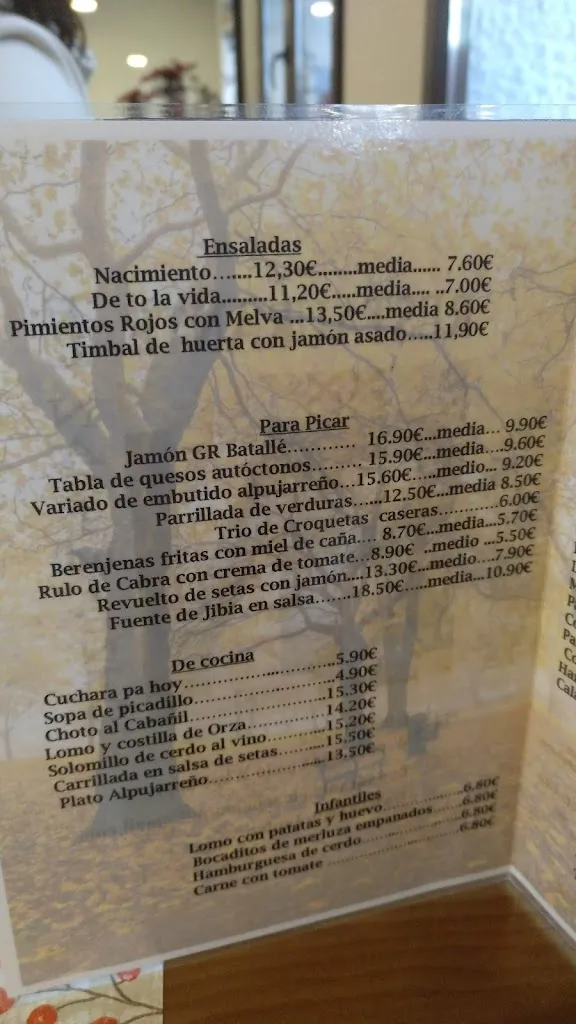 Ensaladas
Nacimiento…....12,30€........media...... 7.60€
De to la vida.........11,20€.....media.... ..7.00€
Pimientos Rojos con Melva ...13,50€....media 8.60€
Timbal de huerta con jamón asado.....11,90€
Para Picar
Jamón GR Batallé………… 16.90€...media… 9.90€
Tabla de quesos autóctonos……… 15.90€...media….9.60€
Variado de embutido alpujarreño…15.60€....medio… 9.20€
Parrillada de verduras…...12.50€...media 8.50€
Trio de Croquetas caseras………..6.00€
Berenjenas fritas con miel de caña…. 8.70€...media…5.70€
Rulo de Cabra con crema de tomate…8.90€ ..medio …5.50€
Revuelto de setas con jamón....13.30€...medio….7.90€
Fuente de Jibia en salsa…….18.50€.....media…10.90€
De cocina
Cuchara pa hoy……………...………..5.90€
Sopa de picadillo………………………4.90€
Choto al Cabañil………………………15.30€
Lomo y costilla de Orza……………14.20€
Solomillo de cerdo al vino…………15.20€
Carrillada en salsa de setas………15.50€
Plato Alpujarreño……………...…… 13.50€
Infantiles
Lomo con patatas y huevo……………..6.80€
Bocaditos de merluza empanados……..6.80€
Hamburguesa de cerdo………………..6.80€
Carne con tomate …………………….6.80€